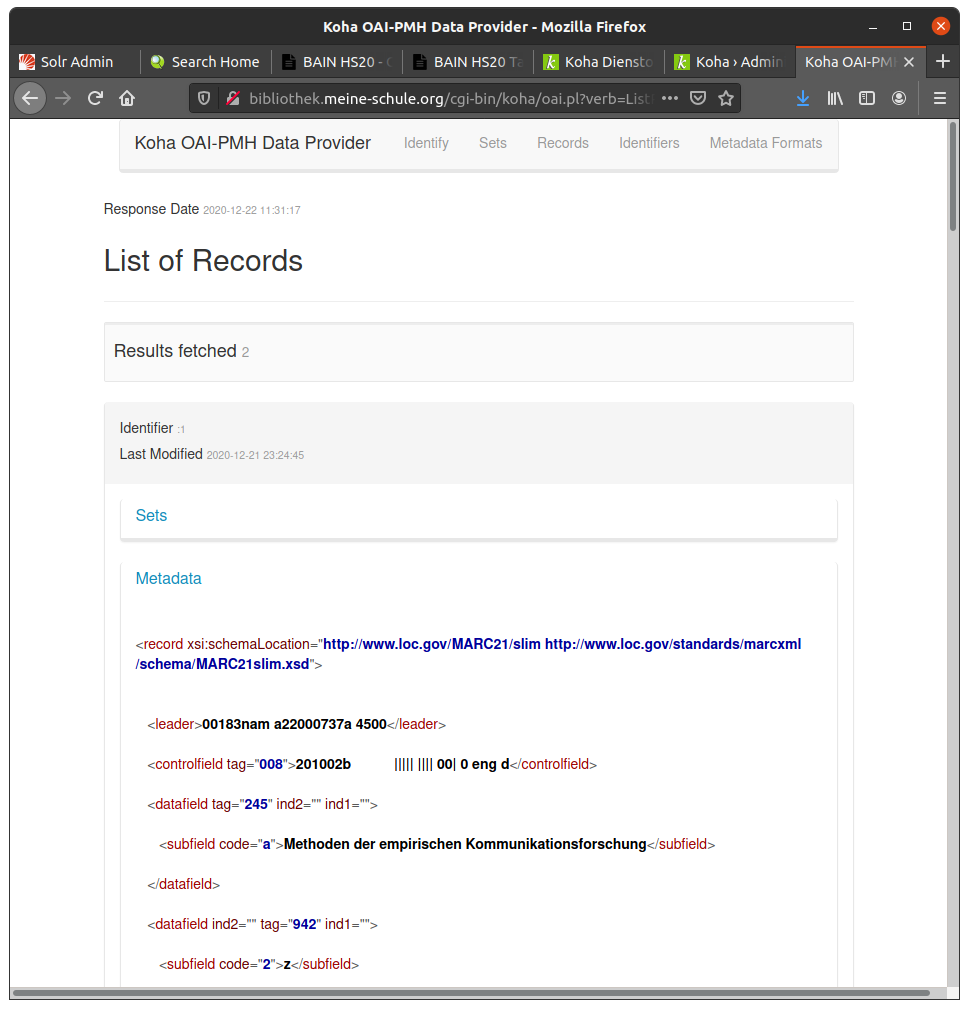 Koha OAI-PMH Data Provider - Mozilla Firefox
Solr Admin
Search Home
BAIN HS20 -
BAIN HS20 Ta
Koha Diensto
Koha › Admin
Koha OAI-PMH
bibliothek.meine-schule.org/cgi-bin/koha/oai.pl?verb=List
Koha OAI-PMH Data Provider Identify Sets Records Identifiers Metadata Formats
Response Date 2020-12-22 11:31:17
List of Records
Results fetched 2
Identifier :1
Last Modified 2020-12-21 23:24:45
Sets
Metadata
<record xsi:schemaLocation="http://www.loc.gov/MARC21/slim http://www.loc.gov/standards/marcxml
/schema/MARC21slim.xsd">
<leader>00183nam a22000737a 4500</leader>
<controlfield tag="008">201002b ||||| |||| 00| 0 eng d</controlfield>
<datafield tag="245" ind2="" ind1="">
<subfield code="a">Methoden der empirischen Kommunikationsforschung</subfield>
</datafield>
<datafield ind2="" tag="942" ind1="">
<subfield code="2">z</subfield>